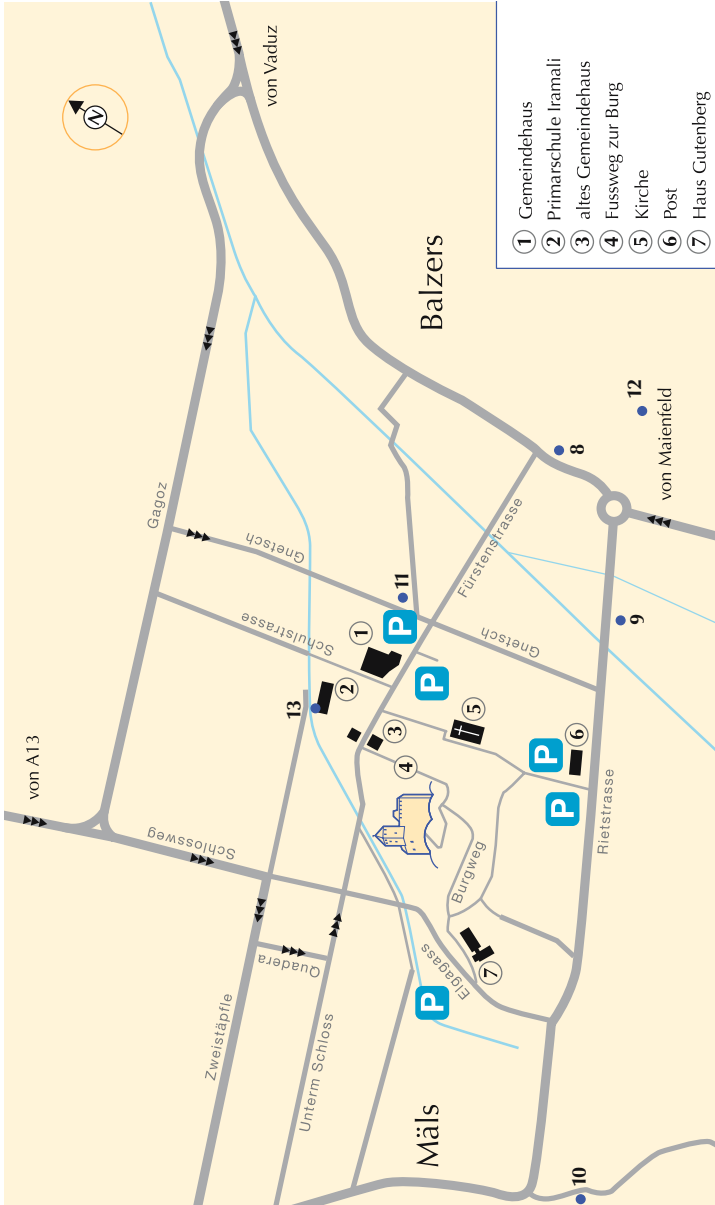 von Vaduz
N
1 Gemeindehaus
2 Primarschule Iramali
3 altes Gemeindehaus
4 Fussweg zur Burg
5 Kirche
6 Post
7 Haus Gutenberg
Balzers
12
von Maienfeld
8
Gagoz
Gnetsch
Schulstrasse
Fürstenstrasse
11
P
1
Gnetsch
9
P
2
13
5
3
4
P
6
P
von A13
Schlossweg
Burgweg
Rietstrasse
7
Elgagass
P
Quadera
Zweistäpfle
Unterm Schloss
Mäls
10